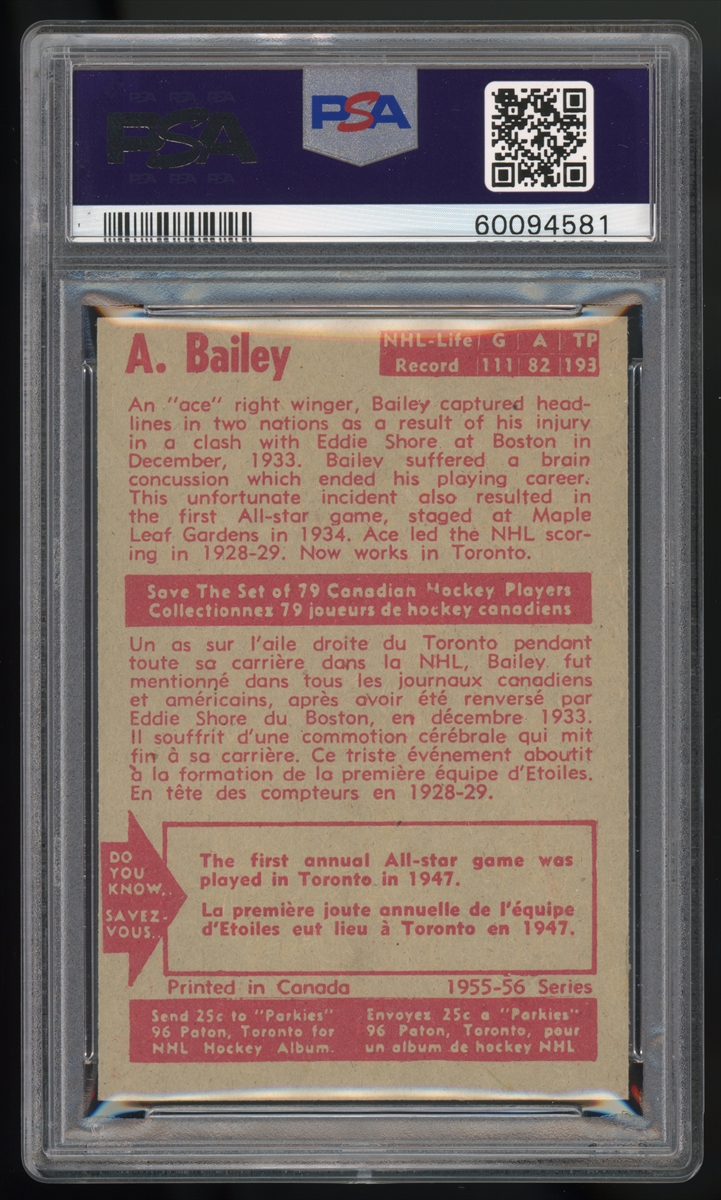 PSA PSA PSA
PSA
PSA PSA PSA
PSA
60094581
A. Bailey
NHL-Life G A TP
Record 111 82 193
An "ace" right winger, Bailey captured head-
lines in two nations as a result of his injury
in a clash with Eddie Shore at Boston in
December, 1933. Bailey suffered a brain
concussion which ended his playing career.
This unfortunate incident also resulted in
the first All-star game, staged at Maple
Leaf Gardens in 1934. Ace led the NHL scor-
ing in 1928-29. Now works in Toronto.
Save The Set of 79 Canadian Hockey Players
Collectionnez 79 joueurs de hockey canadiens
Un as sur l'aile droite du Toronto pendant
toute sa carrière dans la NHL, Bailey fut
mentionné dans tous les journaux canadiens
et américains, après avoir été renversé par
Eddie Shore du Boston, en décembre 1933.
Il souffrit d'une commotion cérébrale qui mit
fin à sa carrière. Ce triste événement aboutit
à la formation de la première équipe d'Etoiles.
En tête des compteurs en 1928-29.
DO
YOU
KNOW..
SAVEZ-
VOUS..
The first annual All-star game was
played in Toronto in 1947.
La première joute annuelle de l'équipe
d'Etoiles eut lieu à Toronto en 1947.
Printed in Canada 1955-56 Series
Send 25c to "Parkies"
96 Paton, Toronto for
NHL Hockey Album.
Envoyez 25c a "Parkies"
96 Paton, Toronto, pour
un album de hockey NHL